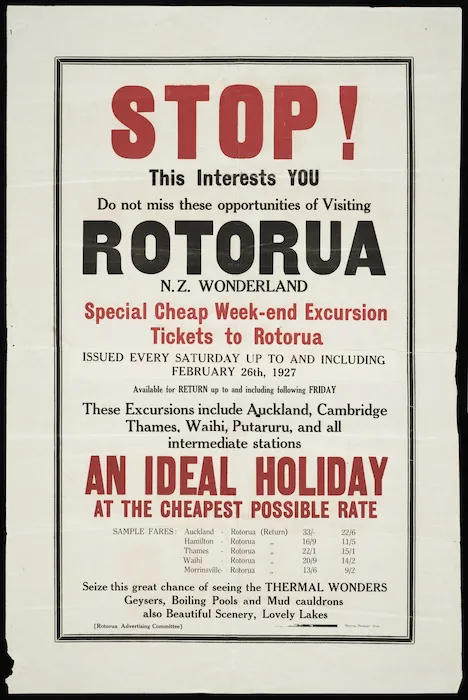 STOP!
This Interests YOU
Do not miss these opportunities of Visiting
ROTORUA
N.Z. WONDERLAND
Special Cheap Week-end Excursion
Tickets to Rotorua
ISSUED EVERY SATURDAY UP TO AND INCLUDING
FEBRUARY 26th, 1927
Available for RETURN up to and including following FRIDAY
These Excursions include Auckland, Cambridge
Thames, Waihi, Putaruru, and all
intermediate stations
AN IDEAL HOLIDAY
AT THE CHEAPEST POSSIBLE RATE
SAMPLE FARES: Auckland - Rotorua (Return) 33/- 22/6
Hamilton - Rotorua „ 16/9 11/5
Thames - Rotorua „ 22/1 15/1
Waihi - Rotorua „ 20/9 14/2
Morrinsville - Rotorua „ 13/6 9/2
Seize this great chance of seeing the THERMAL WONDERS
Geysers, Boiling Pools and Mud cauldrons
also Beautiful Scenery, Lovely Lakes
[Rotorua Advertising Committee]